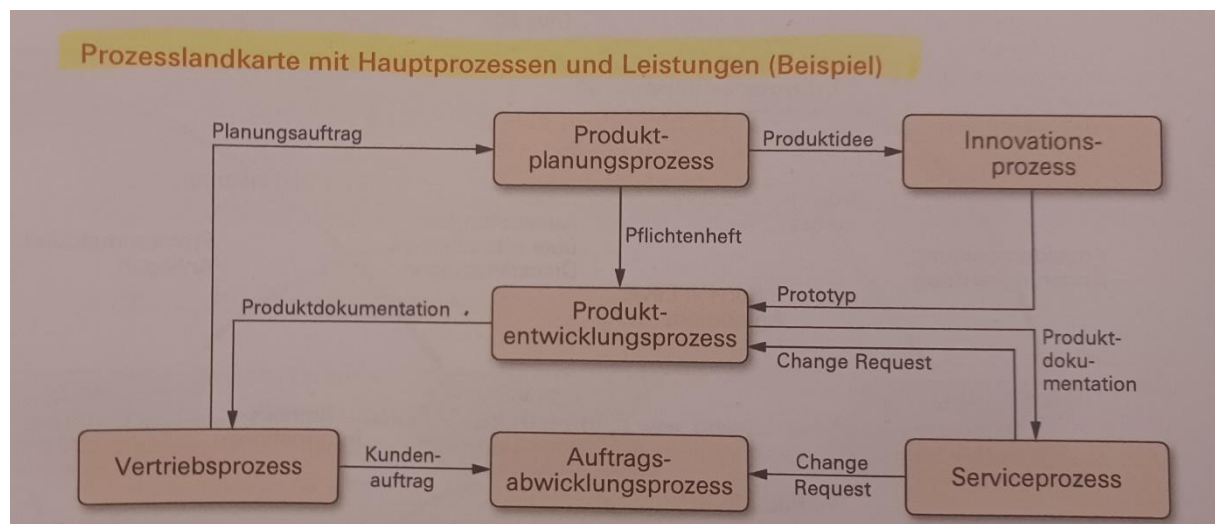 Prozesslandkarte mit Hauptprozessen und Leistungen (Beispiel)
Planungsauftrag
Produkt-
planungsprozess
Produktidee
Innovations-
prozess
Pflichtenheft
Produktdokumentation
Produkt-
entwicklungsprozess
Prototyp
Change Request
Produkt-
doku-
mentation
Vertriebsprozess
Kunden-
auftrag
Auftrags-
abwicklungsprozess
Change
Request
Serviceprozess